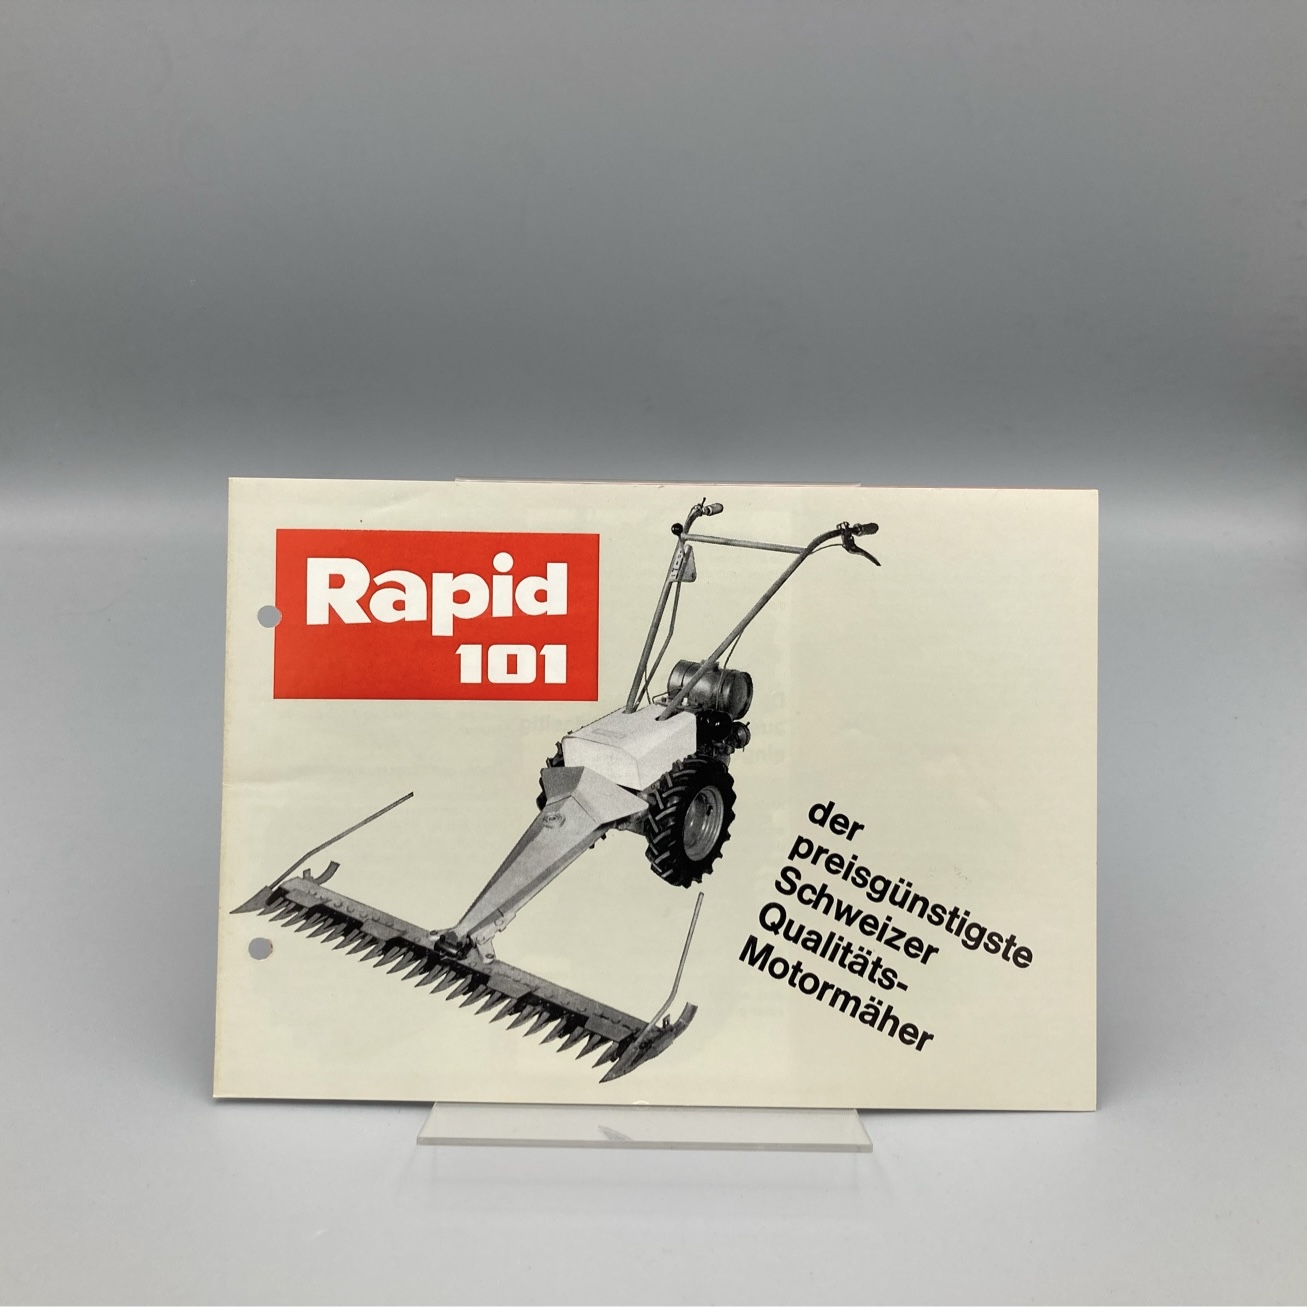 Rapid
101
der
preisgünstigste
Schweizer
Qualitäts-
Motormäher